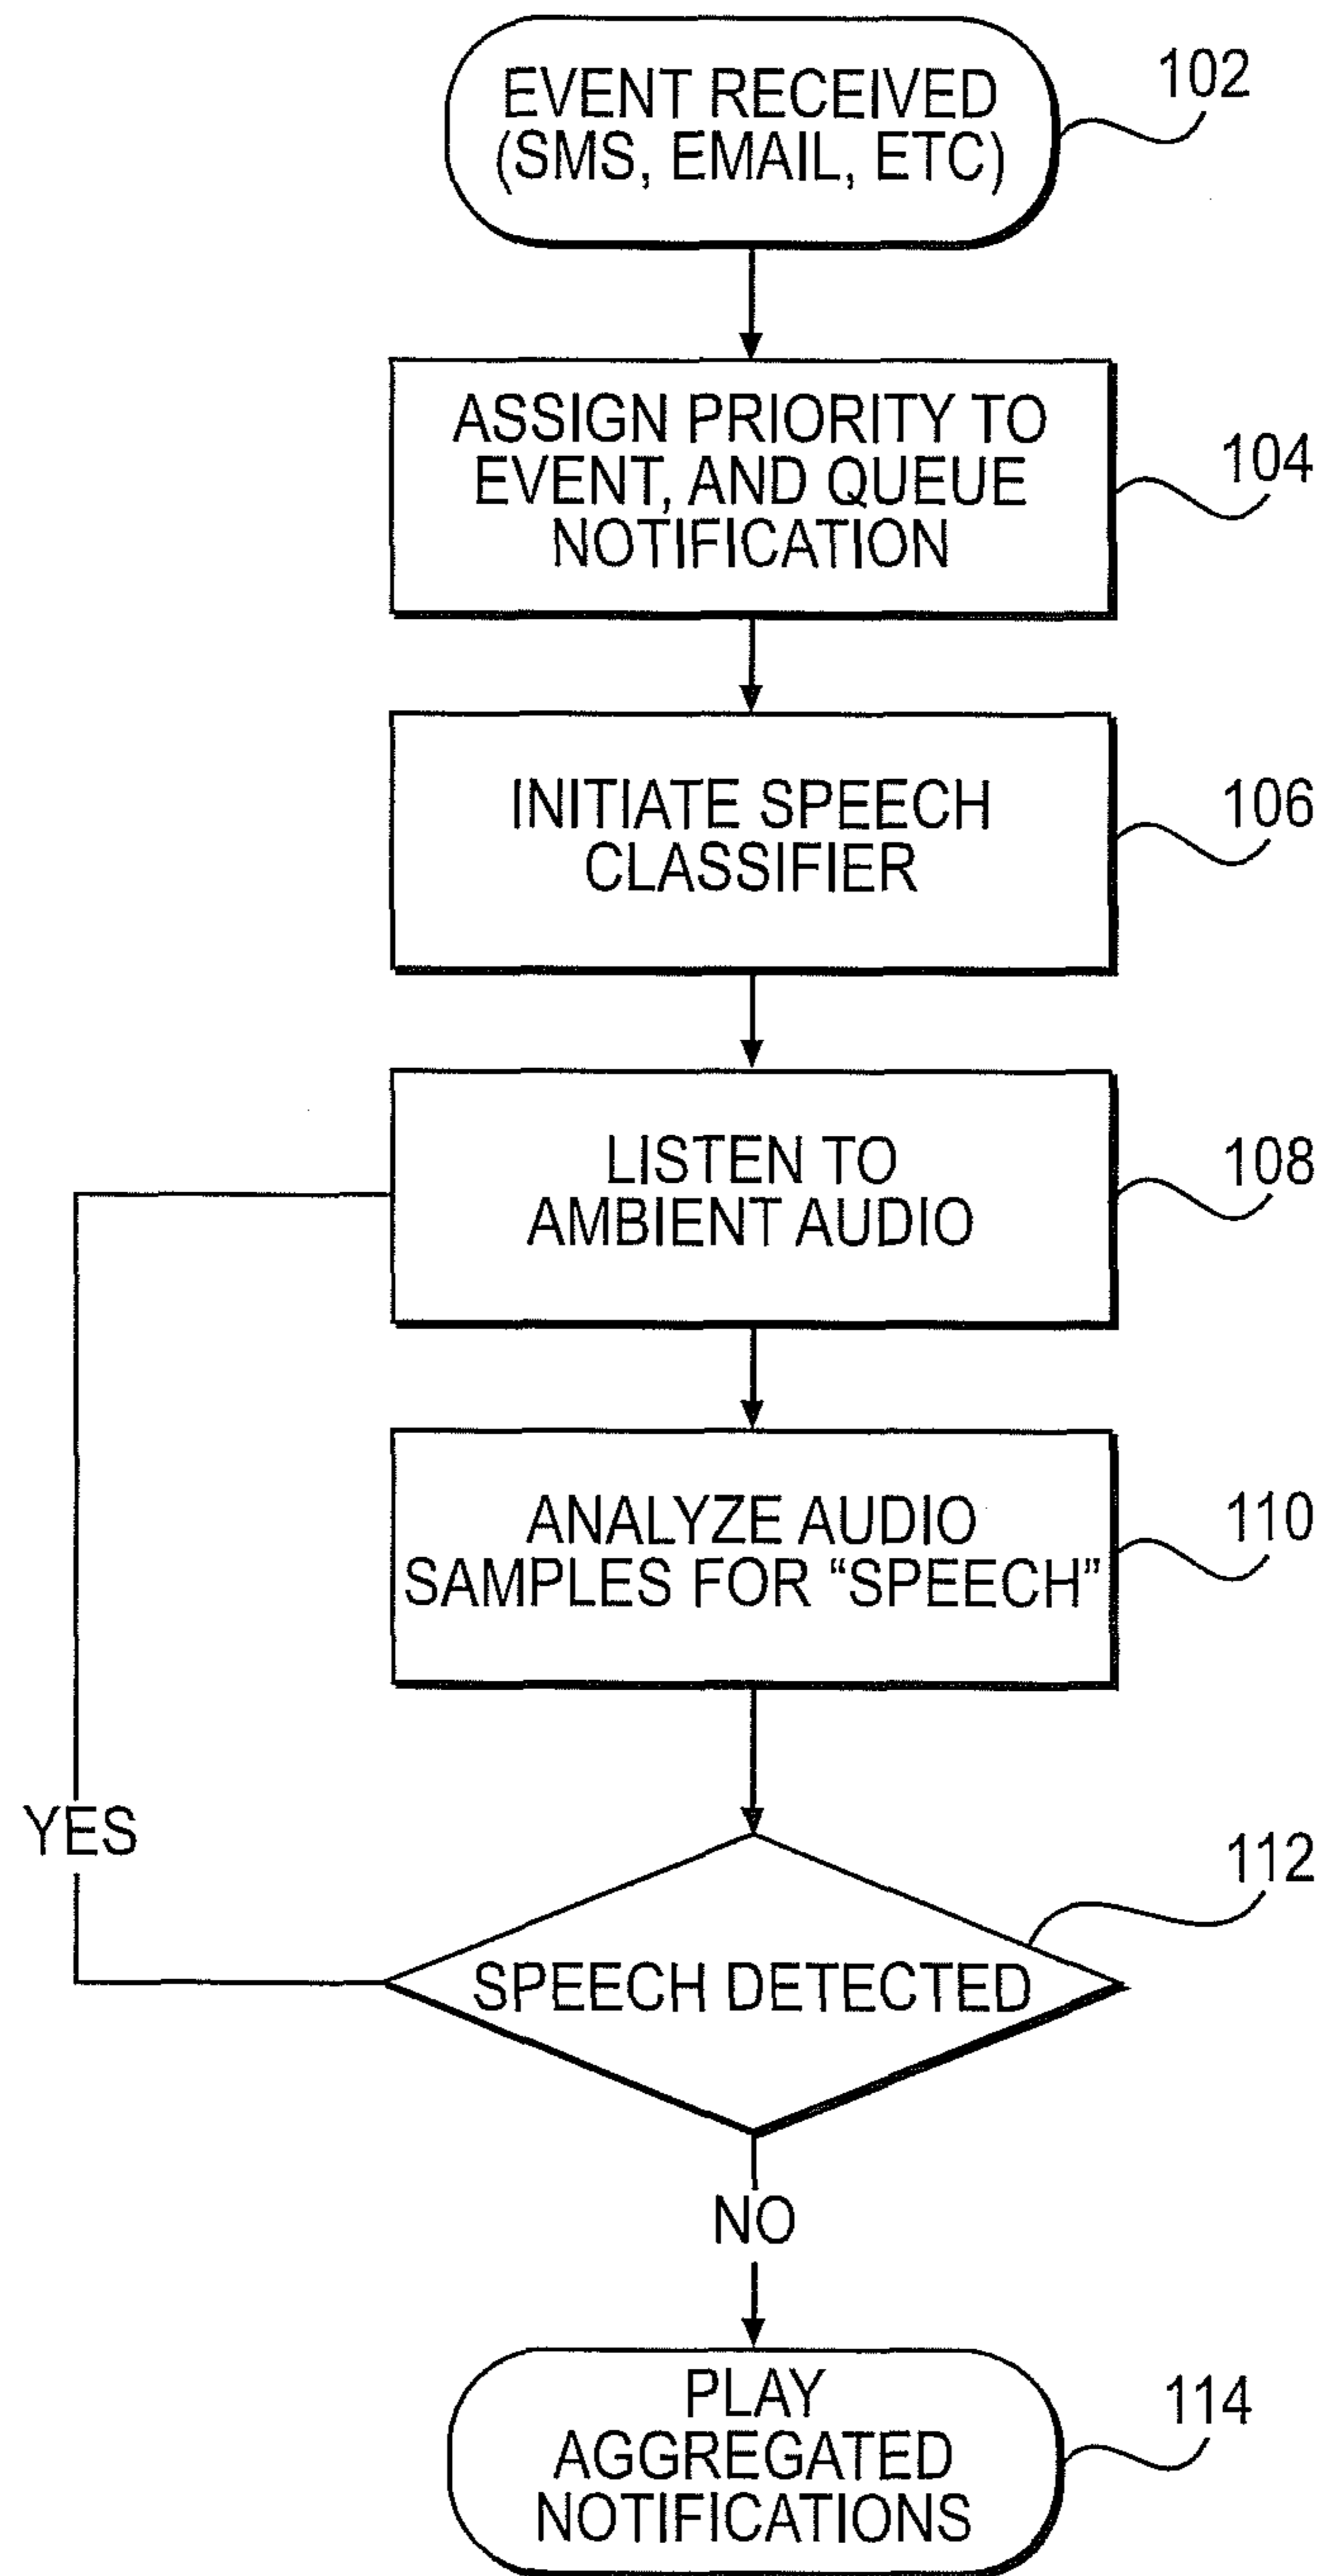 EVENT RECEIVED
(SMS, EMAIL, ETC)
102
ASSIGN PRIORITY TO
EVENT, AND QUEUE
NOTIFICATION
104
INITIATE SPEECH
CLASSIFIER
106
LISTEN TO
AMBIENT AUDIO
108
ANALYZE AUDIO
SAMPLES FOR “SPEECH”
110
YES
SPEECH DETECTED
112
NO
PLAY
AGGREGATED
NOTIFICATIONS
114